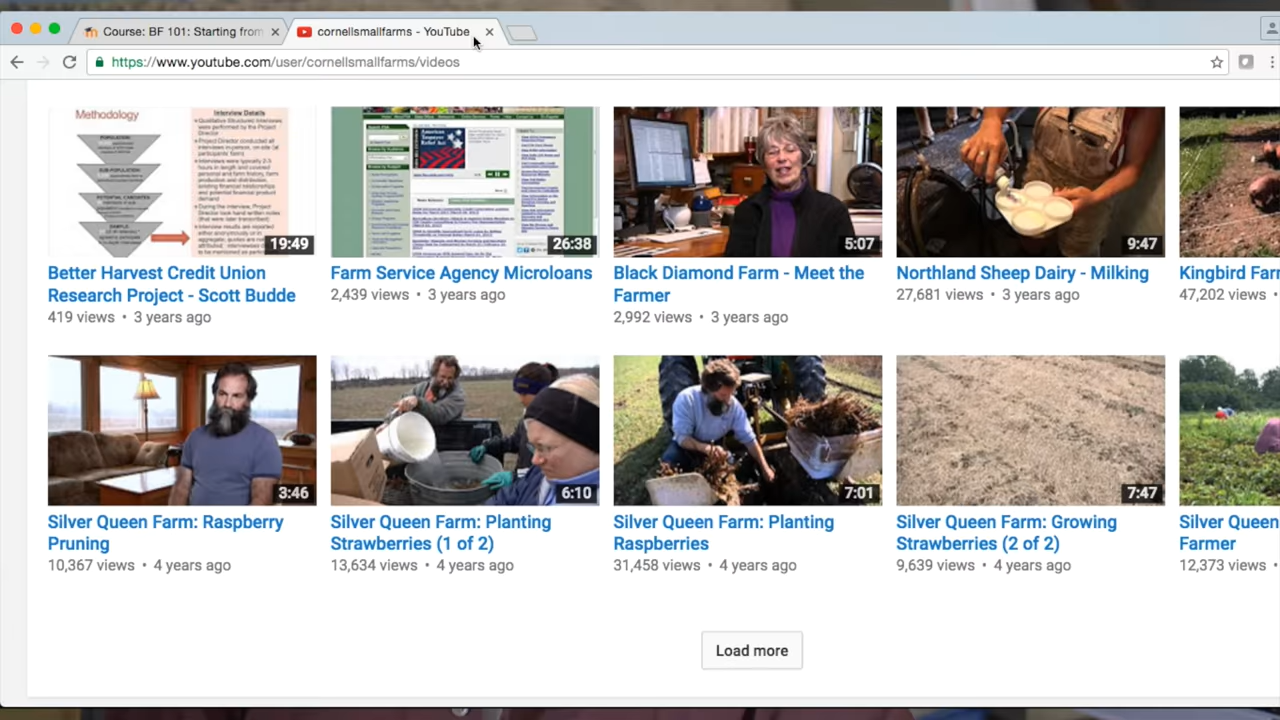 Course: BF 101: Starting from
cornellsmallfarms - YouTube
https://www.youtube.com/user/cornellsmallfarms/videos
Methodology
Interview Details
19:49
26:38
5:07
9:47
Better Harvest Credit Union
Research Project - Scott Budde
419 views • 3 years ago
Farm Service Agency Microloans
2,439 views • 3 years ago
Black Diamond Farm - Meet the
Farmer
2,992 views • 3 years ago
Northland Sheep Dairy - Milking
27,681 views • 3 years ago
Kingbird Far
47,202 views •
3:46
6:10
7:01
7:47
Silver Queen Farm: Raspberry
Pruning
10,367 views • 4 years ago
Silver Queen Farm: Planting
Strawberries (1 of 2)
13,634 views • 4 years ago
Silver Queen Farm: Planting
Raspberries
31,458 views • 4 years ago
Silver Queen Farm: Growing
Strawberries (2 of 2)
9,639 views • 4 years ago
Silver Queen
Farmer
12,373 views •
Load more